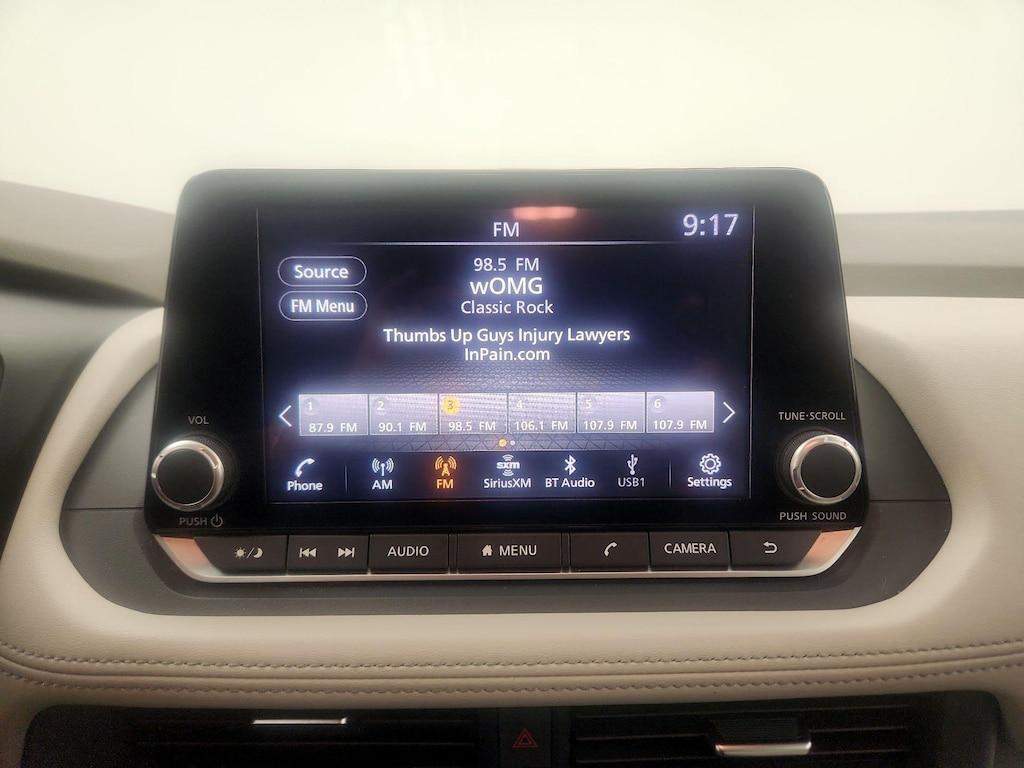 FM
9:17
Source
98.5 FM
wOMG
FM Menu
Classic Rock
Thumbs Up Guys Injury Lawyers
InPain.com
1 2 3 4 5 6
87.9 FM 90.1 FM 98.5 FM 106.1 FM 107.9 FM 107.9 FM
VOL
TUNE·SCROLL
sxm
Phone AM FM SiriusXM BT Audio USB1 Settings
PUSH
PUSH SOUND
AUDIO MENU CAMERA